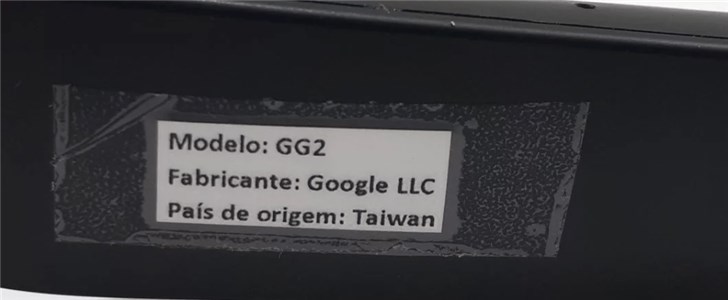 Modelo: GG2
Fabricante: Google LLC
País de origem: Taiwan